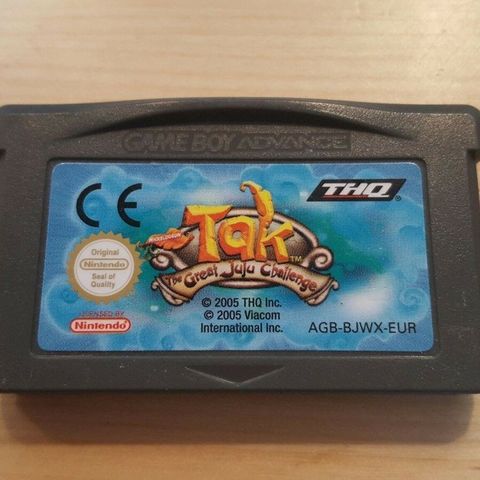 GAME BOY ADVANCE
CE
THQ
®
NICKELODEON
Tak
™
The Great Juju Challenge
Original
Nintendo
Seal of
Quality
LICENSED BY
Nintendo
© 2005 THQ Inc.
© 2005 Viacom
International Inc.
AGB-BJWX-EUR